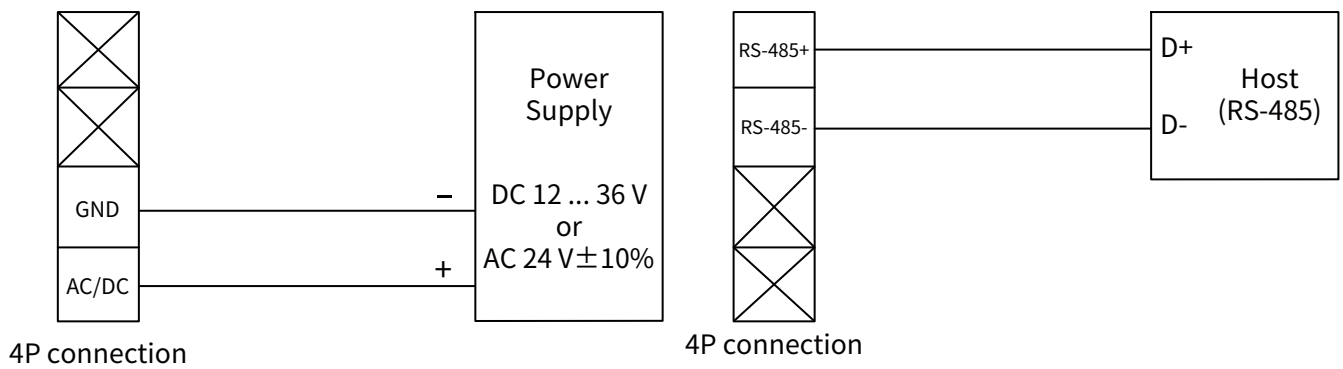 GND
AC/DC
−
+
Power
Supply
DC 12 ... 36 V
or
AC 24 V±10%
4P connection
RS-485+
RS-485-
D+
D-
Host
(RS-485)
4P connection